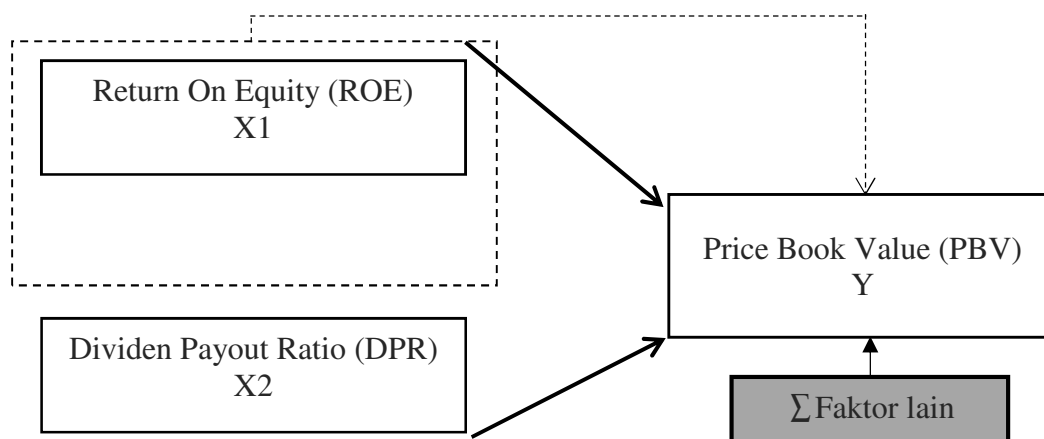 Return On Equity (ROE)
X1
Price Book Value (PBV)
Y
Dividen Payout Ratio (DPR)
X2
∑Faktor lain